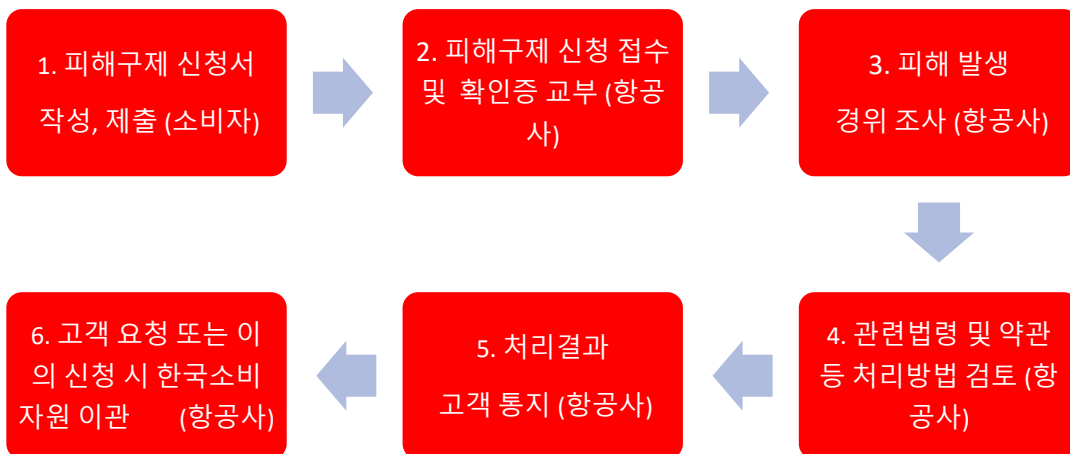 1. 피해구제 신청서
작성, 제출 (소비자)
2. 피해구제 신청 접수
및 확인증 교부 (항공
사)
3. 피해 발생
경위 조사 (항공사)
4. 관련법령 및 약관
등 처리방법 검토 (항
공사)
5. 처리결과
고객 통지 (항공사)
6. 고객 요청 또는 이
의 신청 시 한국소비
자원 이관 (항공사)